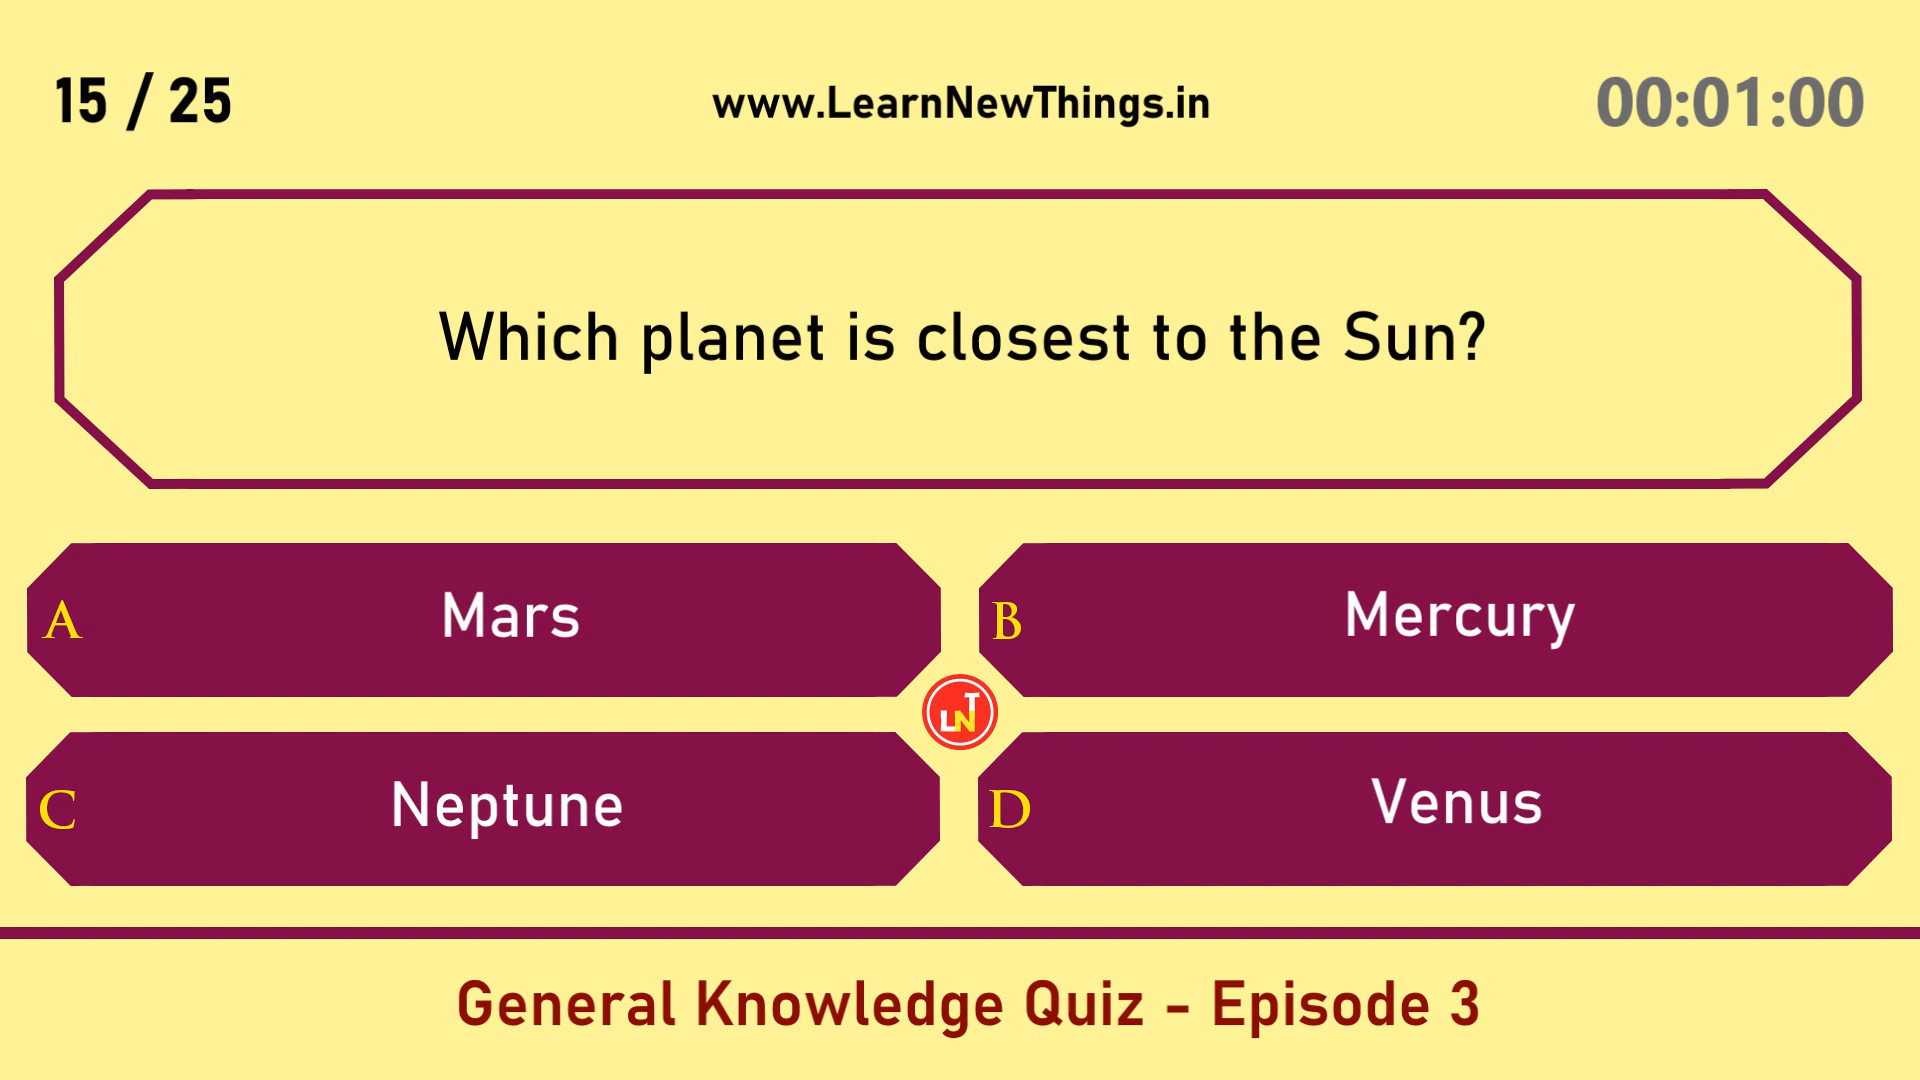 15 / 25
www.LearnNewThings.in
00:01:00
Which planet is closest to the Sun?
A Mars
B Mercury
LNT
C Neptune
D Venus
General Knowledge Quiz - Episode 3